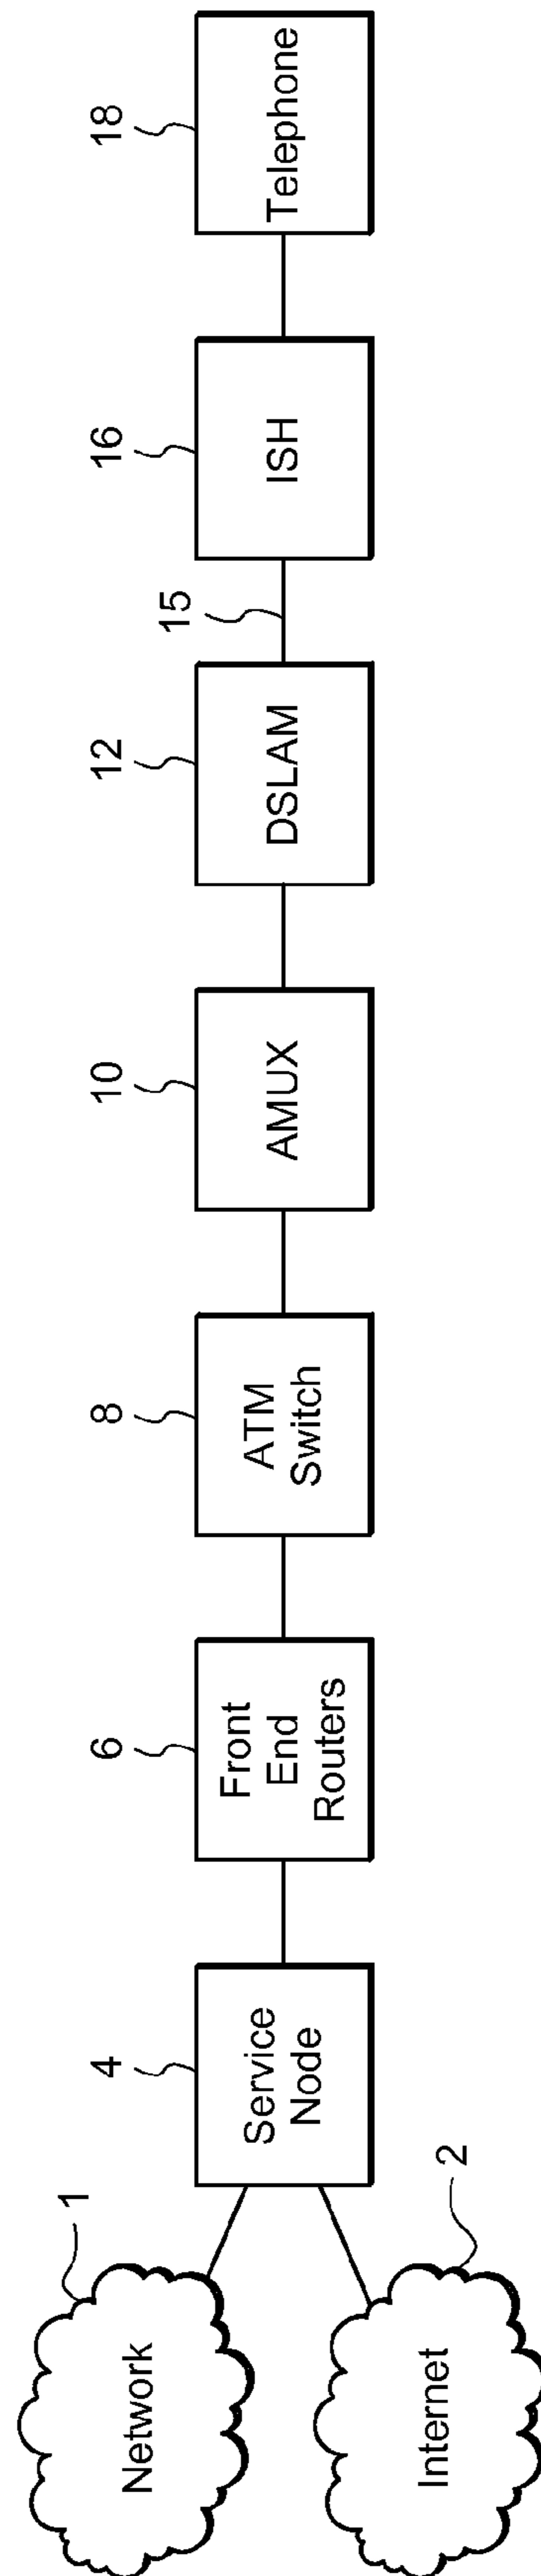 1
Network
2
Internet
4
Service
Node
6
Front
End
Routers
8
ATM
Switch
10
AMUX
12
DSLAM
15
16
ISH
18
Telephone